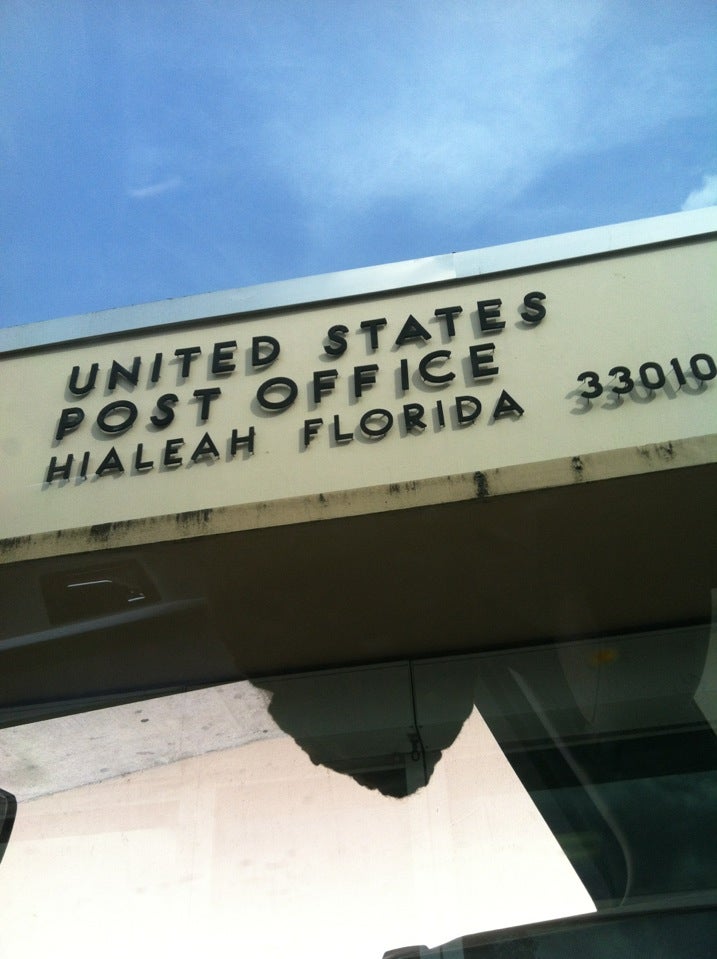 UNITED STATES
POST OFFICE
HIALEAH FLORIDA 33010